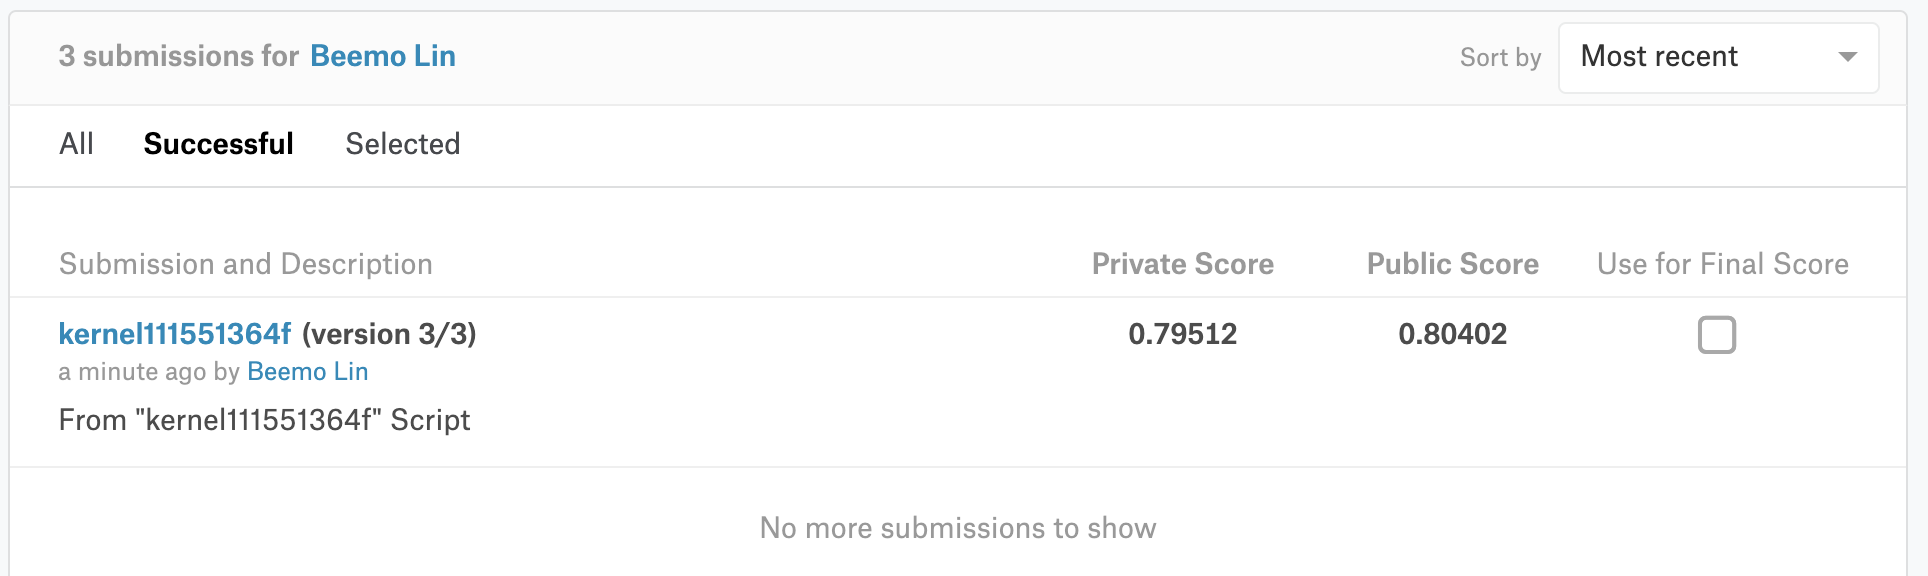 3 submissions for Beemo Lin
Sort by Most recent
All Successful Selected
Submission and Description Private Score Public Score Use for Final Score
kernel111551364f (version 3/3) 0.79512 0.80402
a minute ago by Beemo Lin
From "kernel111551364f" Script
No more submissions to show